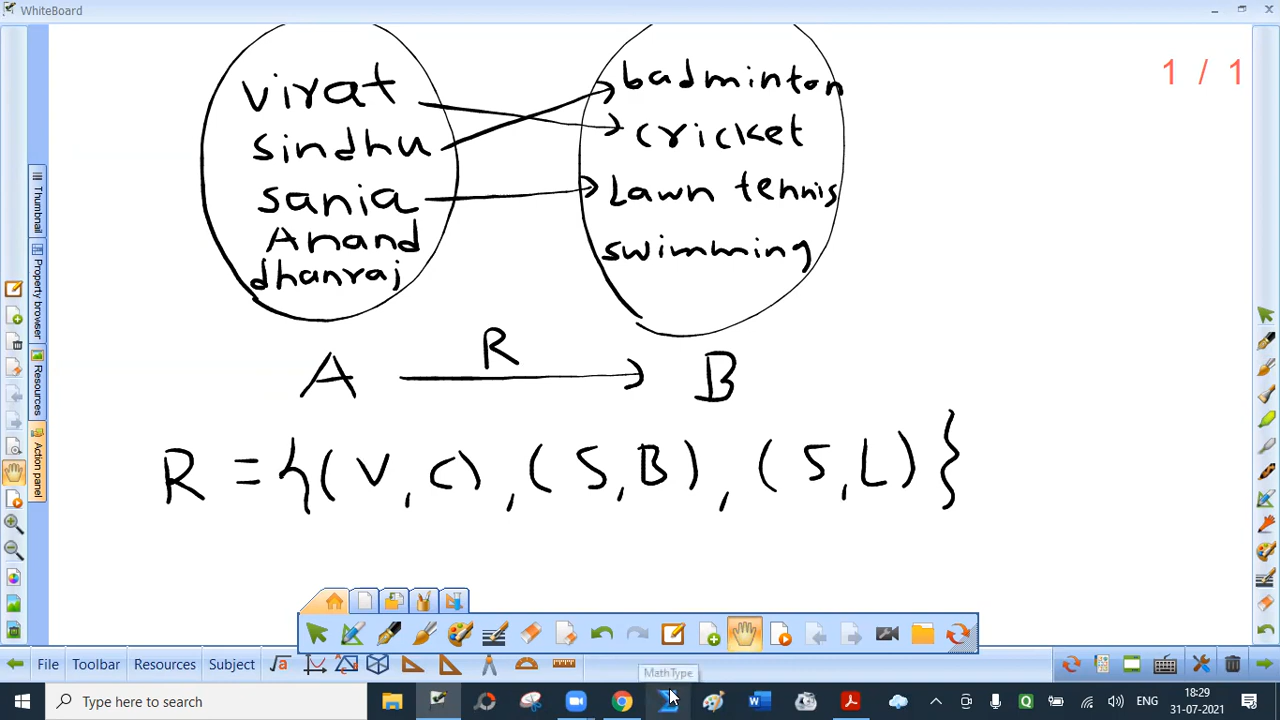 WhiteBoard
1 / 1
virat
sindhu
sania
Anand
dhanraj
badminton
cricket
Lawn tennis
swimming
R
A B
R = {(V, C), (S, B), (S, L)}
Thumbnail
Property browser
Resources
Action panel
File Toolbar Resources Subject
MathType
Type here to search
ENG
18:29
31-07-2021